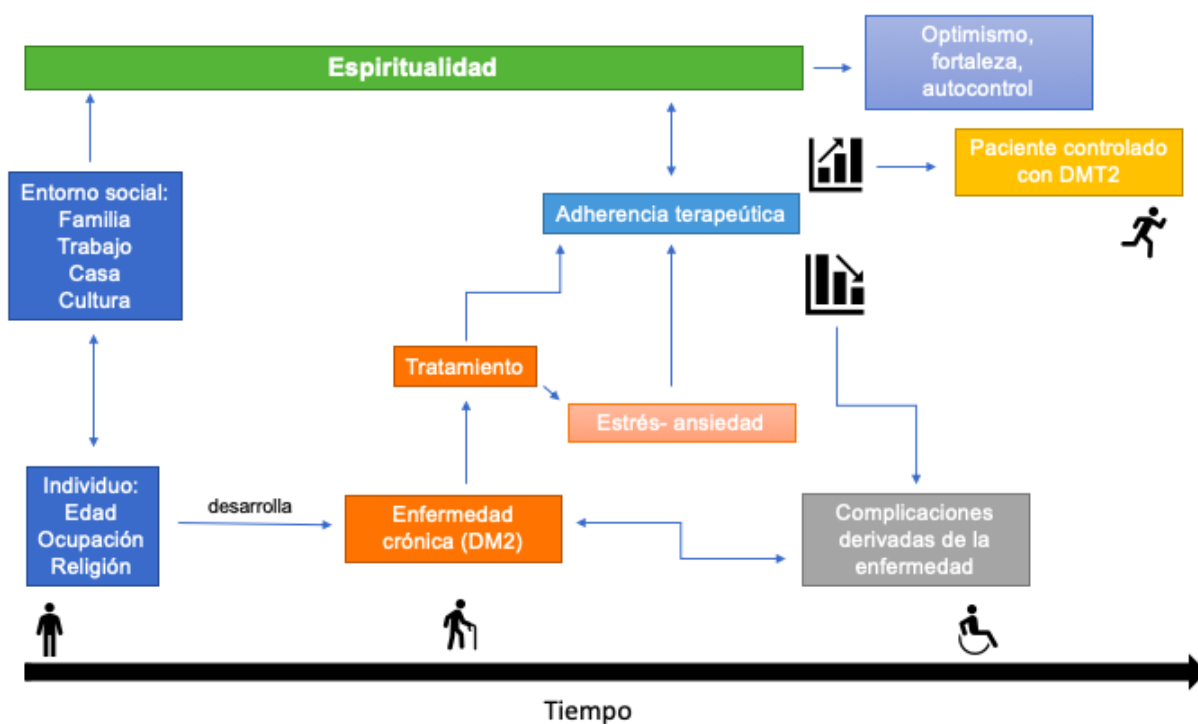 Espiritualidad
Optimismo,
fortaleza,
autocontrol
Paciente controlado
con DMT2
Entorno social:
Familia
Trabajo
Casa
Cultura
Adherencia terapeútica
Tratamiento
Estrés- ansiedad
Individuo:
Edad
Ocupación
Religión
desarrolla
Enfermedad
crónica (DM2)
Complicaciones
derivadas de la
enfermedad
Tiempo